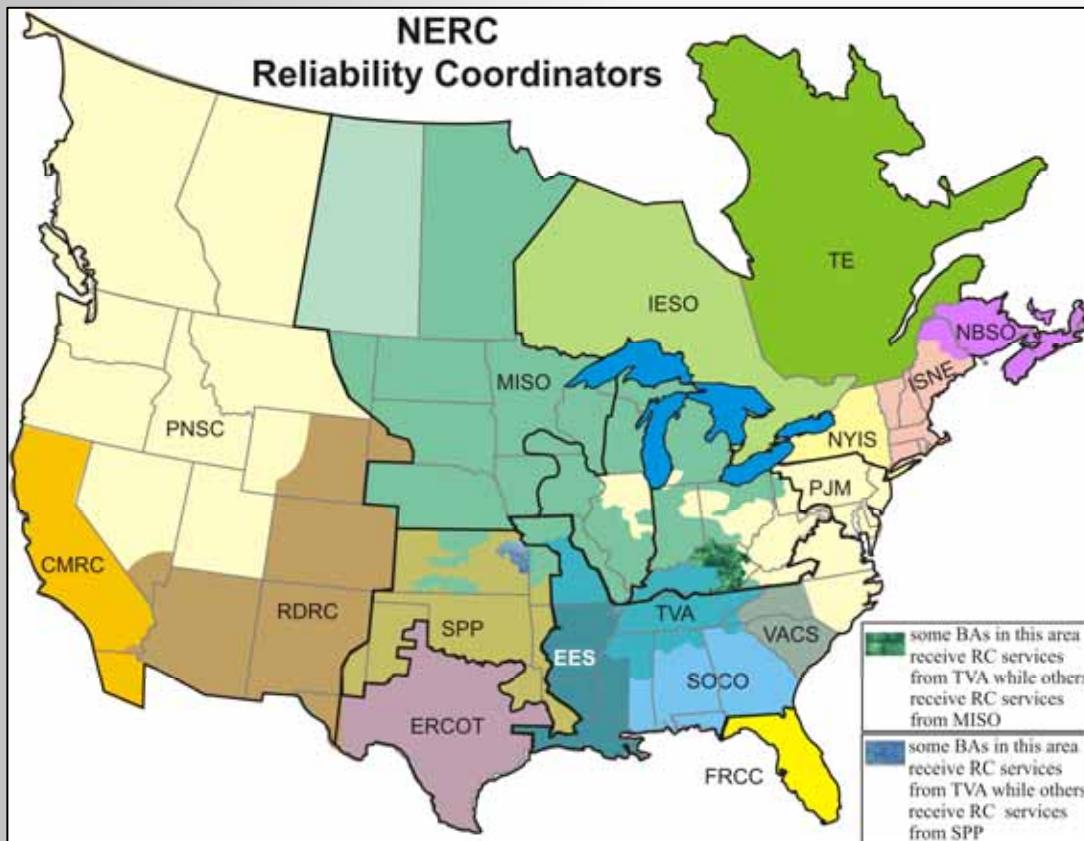 NERC
Reliability Coordinators
TE
IESO
NBSO
ISNE
MISO
NYIS
PNSC
PJM
CMRC
RDRC
SPP
TVA
VACS
EES
SOCO
ERCOT
FRCC
some BAs in this area
receive RC services
from TVA while others
receive RC services
from MISO
some BAs in this area
receive RC services
from TVA while others
receive RC services
from SPP